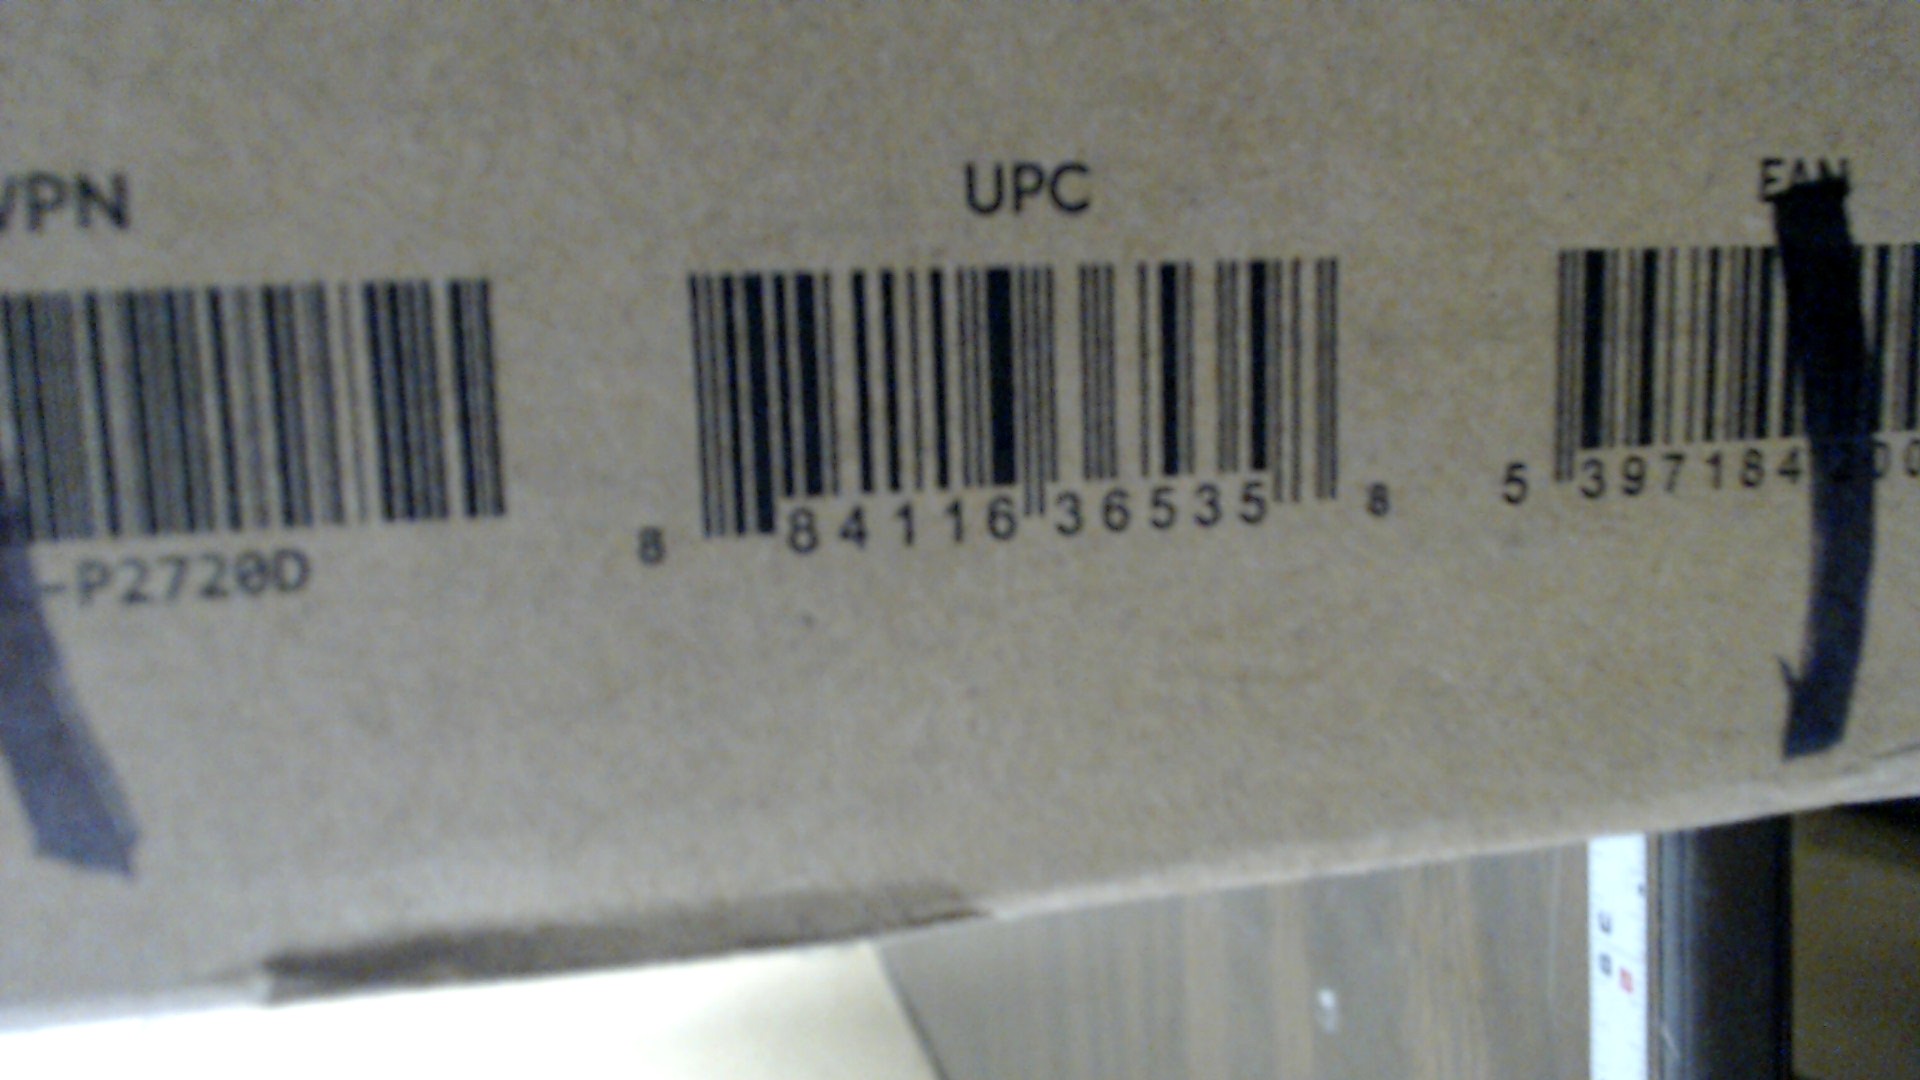 VPN
UPC
EAN
-P2720D
8 84116 36535 8
5 397184